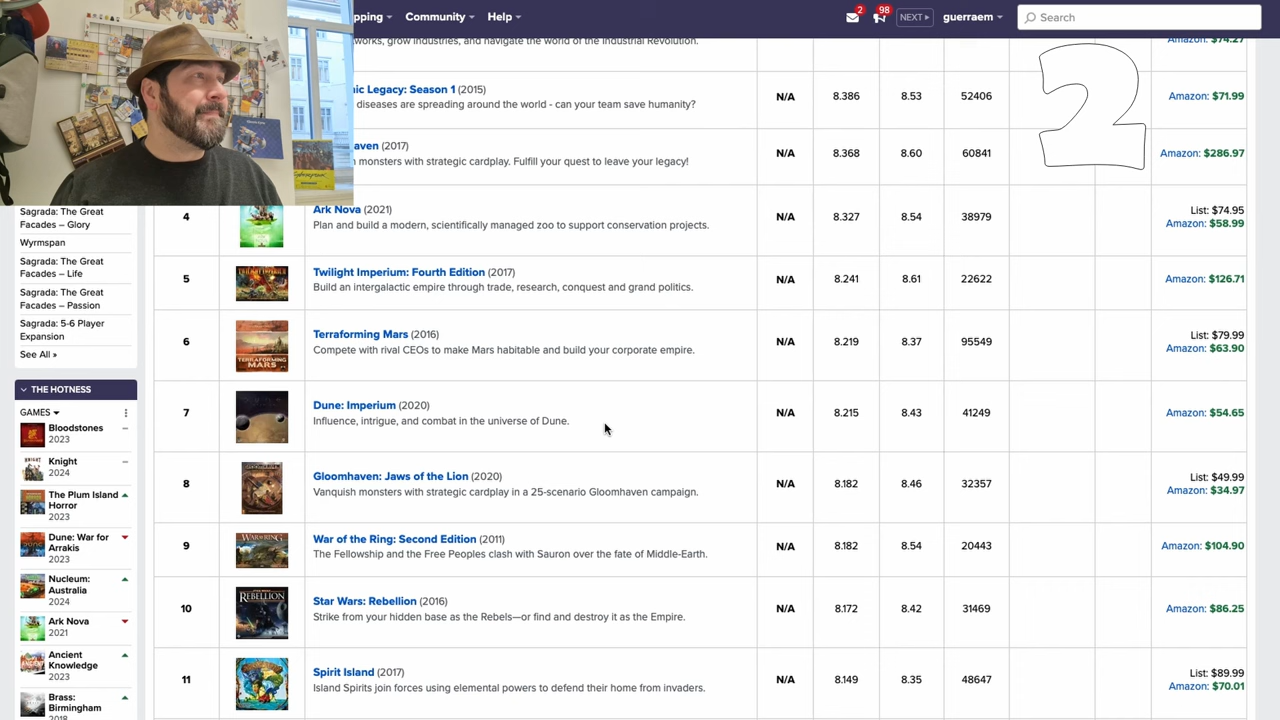 pping Community Help
2 98 NEXT guerraem Search
works, grow industries, and navigate the world of the Industrial Revolution.
Amazon: $74.27
ic Legacy: Season 1 (2015)
diseases are spreading around the world - can your team save humanity?
N/A 8.386 8.53 52406
Amazon: $71.99
2
aven (2017)
monsters with strategic cardplay. Fulfill your quest to leave your legacy!
N/A 8.368 8.60 60841
Amazon: $286.97
Sagrada: The Great
Facades – Glory
Wyrmspan
Sagrada: The Great
Facades – Life
Sagrada: The Great
Facades – Passion
Sagrada: 5-6 Player
Expansion
See All »
THE HOTNESS
GAMES
Bloodstones
2023
Knight
2024
The Plum Island
Horror
2023
Dune: War for
Arrakis
2023
Nucleum:
Australia
2024
Ark Nova
2021
Ancient
Knowledge
2023
Brass:
Birmingham
2018
4
Ark Nova (2021)
Plan and build a modern, scientifically managed zoo to support conservation projects.
N/A 8.327 8.54 38979
List: $74.95
Amazon: $58.99
5
Twilight Imperium: Fourth Edition (2017)
Build an intergalactic empire through trade, research, conquest and grand politics.
N/A 8.241 8.61 22622
Amazon: $126.71
6
TERRAFORMING MARS
Terraforming Mars (2016)
Compete with rival CEOs to make Mars habitable and build your corporate empire.
N/A 8.219 8.37 95549
List: $79.99
Amazon: $63.90
7
Dune: Imperium (2020)
Influence, intrigue, and combat in the universe of Dune.
N/A 8.215 8.43 41249
Amazon: $54.65
8
Gloomhaven: Jaws of the Lion (2020)
Vanquish monsters with strategic cardplay in a 25-scenario Gloomhaven campaign.
N/A 8.182 8.46 32357
List: $49.99
Amazon: $34.97
9
WAR OF THE RING
War of the Ring: Second Edition (2011)
The Fellowship and the Free Peoples clash with Sauron over the fate of Middle-Earth.
N/A 8.182 8.54 20443
Amazon: $104.90
10
REBELLION
Star Wars: Rebellion (2016)
Strike from your hidden base as the Rebels—or find and destroy it as the Empire.
N/A 8.172 8.42 31469
Amazon: $86.25
11
Spirit Island (2017)
Island Spirits join forces using elemental powers to defend their home from invaders.
N/A 8.149 8.35 48647
List: $89.99
Amazon: $70.01